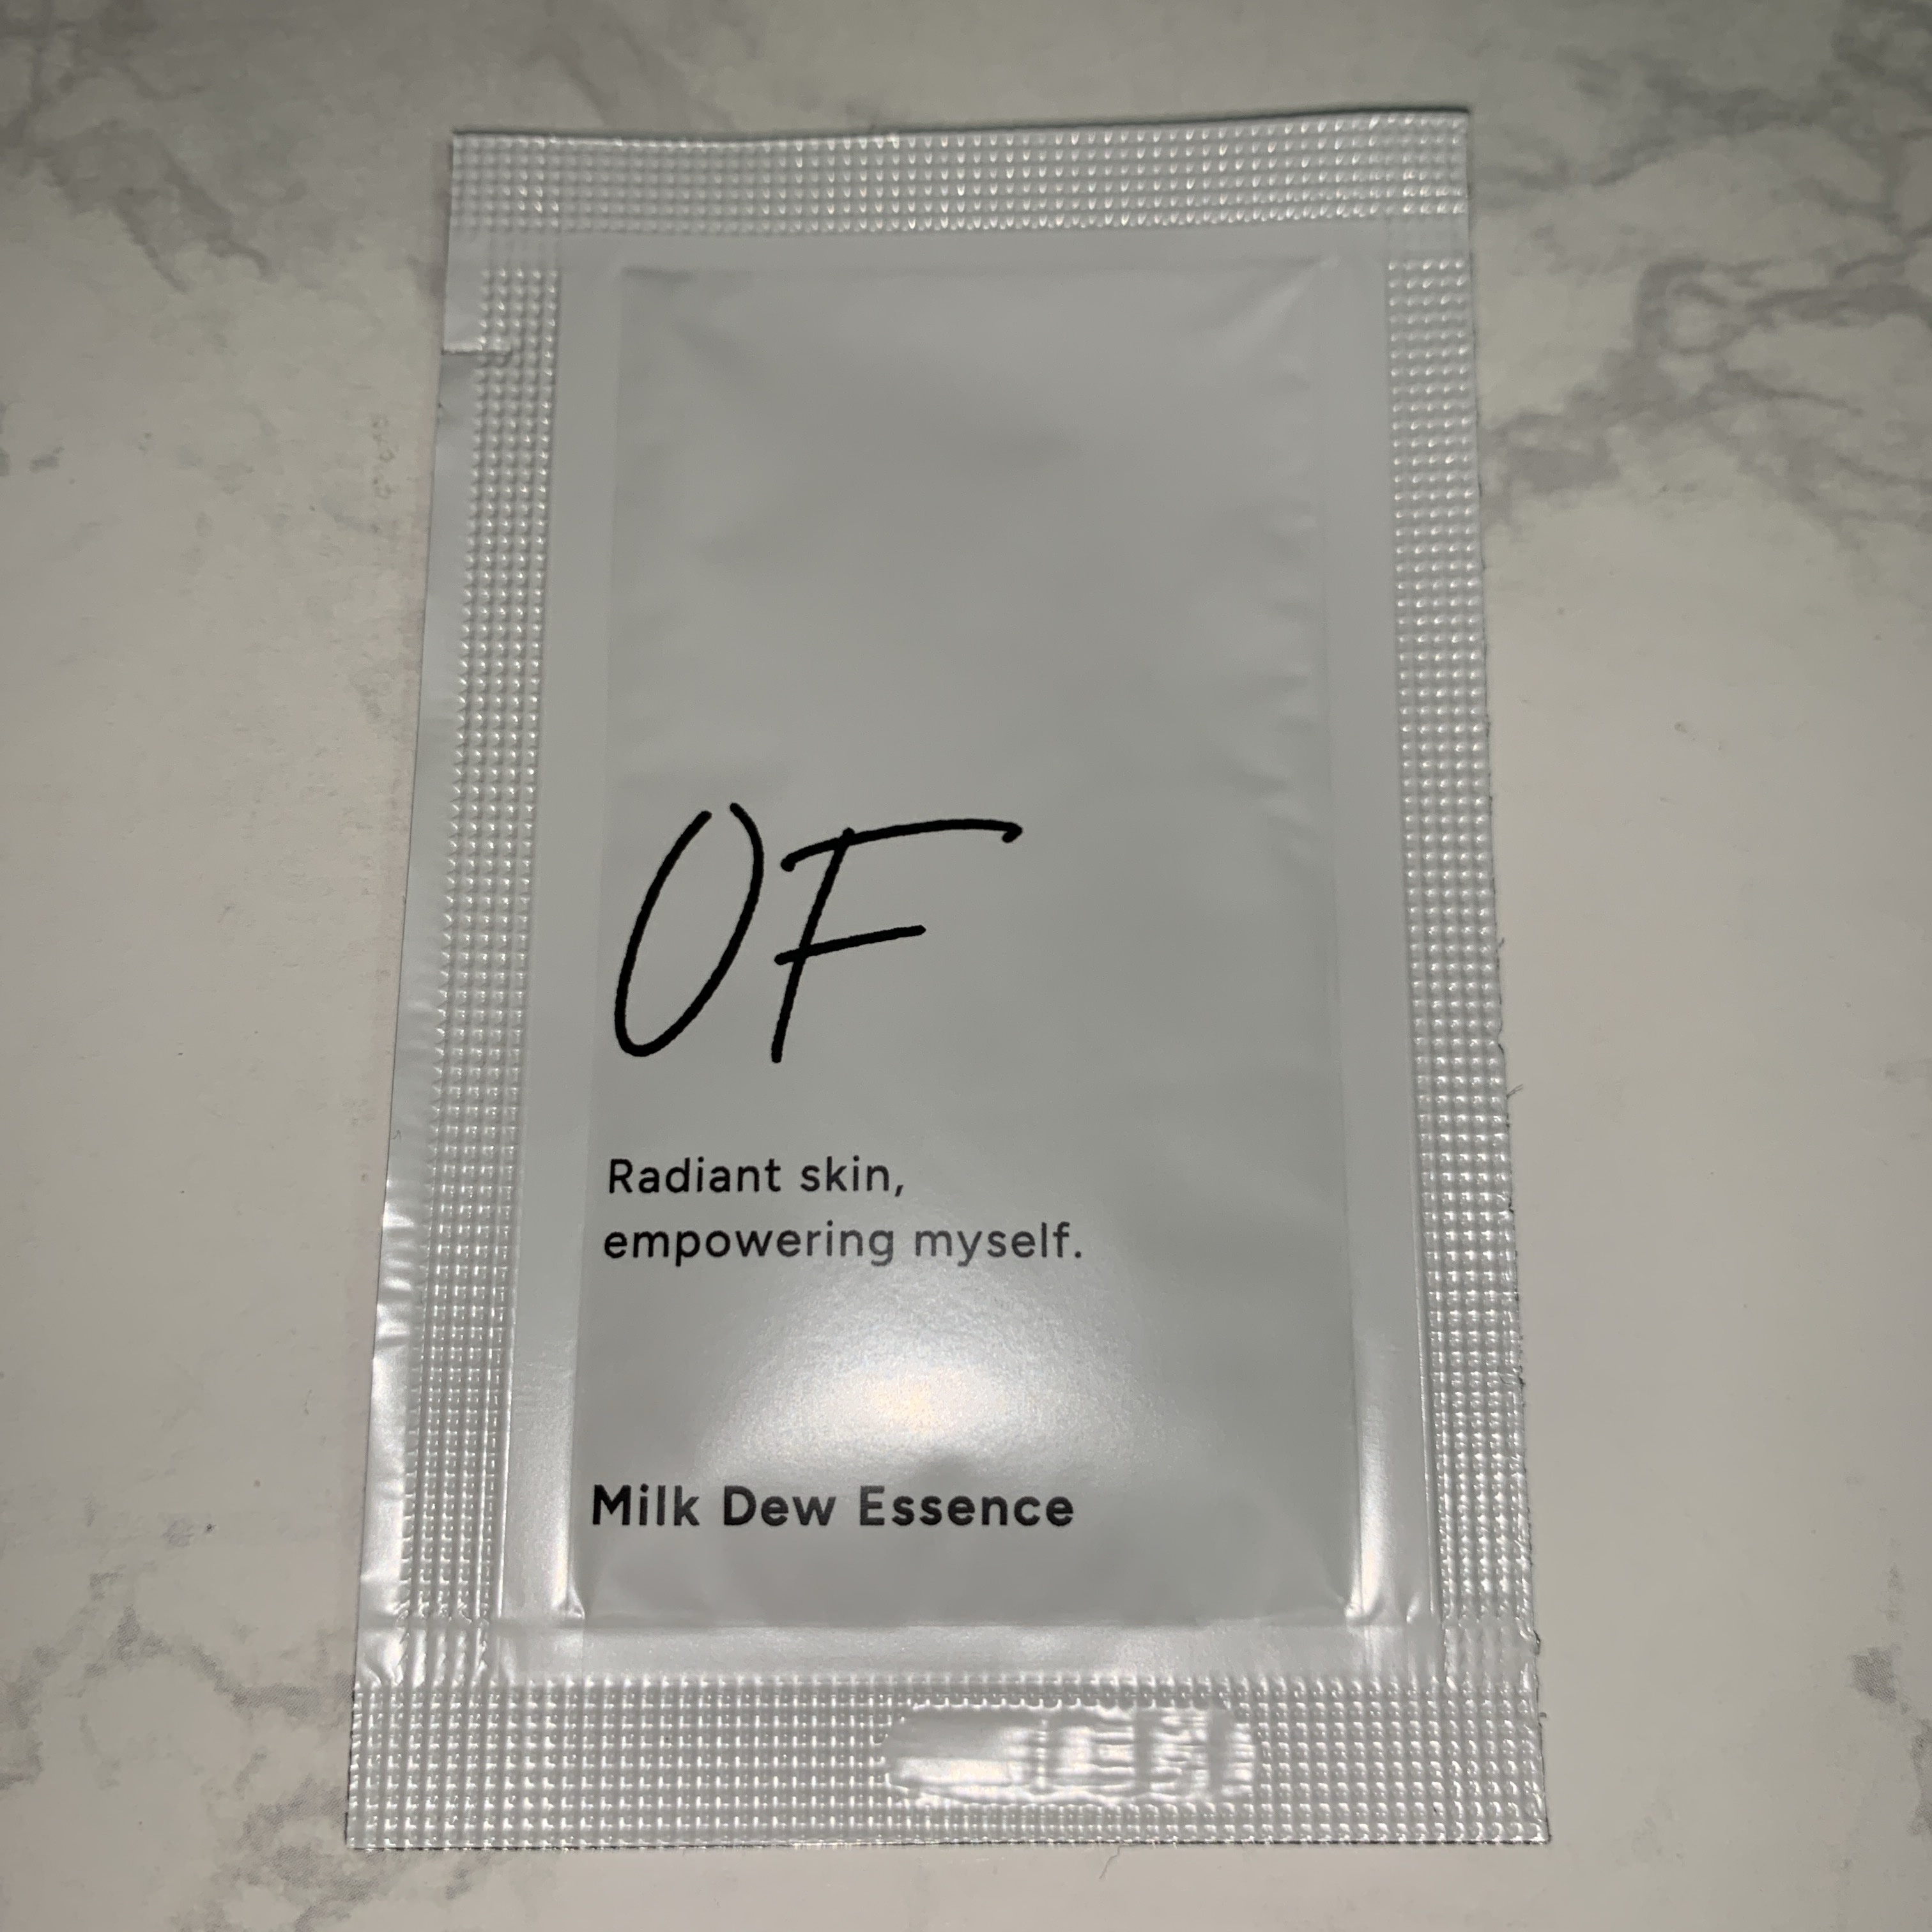 OF
Radiant skin,
empowering myself.
Milk Dew Essence